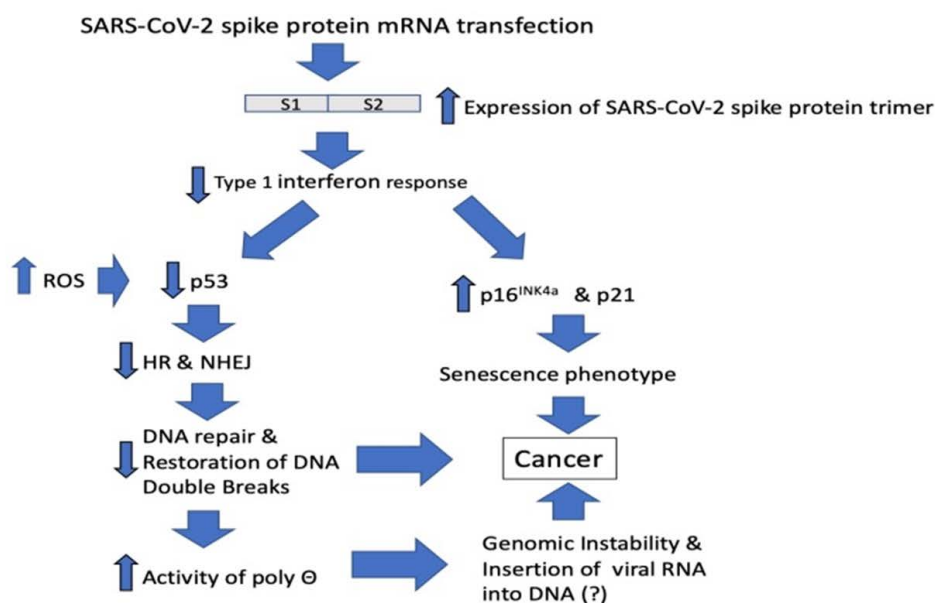 SARS-CoV-2 spike protein mRNA transfection
S1 S2
Expression of SARS-CoV-2 spike protein trimer
Type 1 interferon response
ROS
p53
p16INK4a & p21
HR & NHEJ
Senescence phenotype
DNA repair &
Restoration of DNA
Double Breaks
Cancer
Activity of poly Θ
Genomic Instability &
Insertion of viral RNA
into DNA (?)